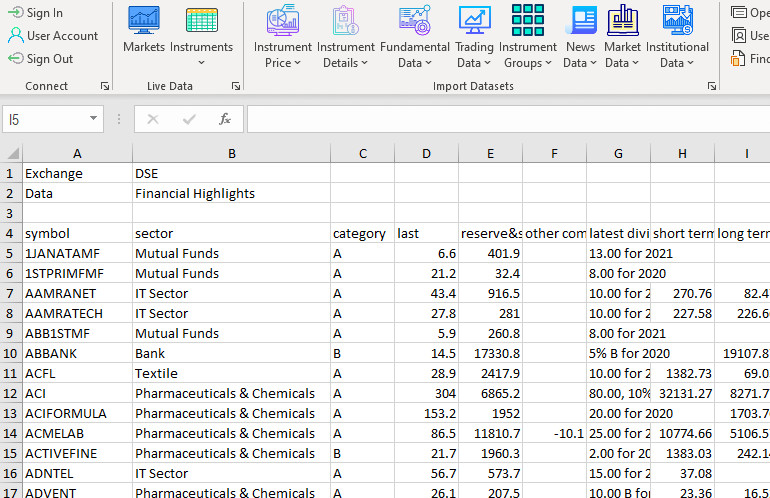 Sign In
User Account
Sign Out
Connect
Markets Instruments
Live Data
Instrument Price Instrument Details Fundamental Data Trading Data Instrument Groups News Data Market Data Institutional Data
Import Datasets
Ope
Use
Find
I5 fx
A B C D E F G H I
1 Exchange DSE
2 Data Financial Highlights
3
4 symbol sector category last reserve&s other com latest divi short term long term
5 1JANATAMF Mutual Funds A 6.6 401.9 13.00 for 2021
6 1STPRIMFMF Mutual Funds A 21.2 32.4 8.00 for 2020
7 AAMRANET IT Sector A 43.4 916.5 10.00 for 2 270.76 82.4
8 AAMRATECH IT Sector A 27.8 281 10.00 for 2 227.58 226.6
9 ABB1STMF Mutual Funds A 5.9 260.8 8.00 for 2021
10 ABBANK Bank B 14.5 17330.8 5% B for 2020 19107.8
11 ACFL Textile A 28.9 2417.9 10.00 for 2 1382.73 69.0
12 ACI Pharmaceuticals & Chemicals A 304 6865.2 80.00, 10% 32131.27 8271.7
13 ACIFORMULA Pharmaceuticals & Chemicals A 153.2 1952 20.00 for 2020 1703.7
14 ACMELAB Pharmaceuticals & Chemicals A 86.5 11810.7 -10.1 25.00 for 2 10774.66 5106.5
15 ACTIVEFINE Pharmaceuticals & Chemicals B 21.7 1960.3 2.00 for 20 1383.03 242.1
16 ADNTEL IT Sector A 56.7 573.7 15.00 for 2 37.08
17 ADVENT Pharmaceuticals & Chemicals A 26.1 207.5 10.00 B for 23.36 16.5